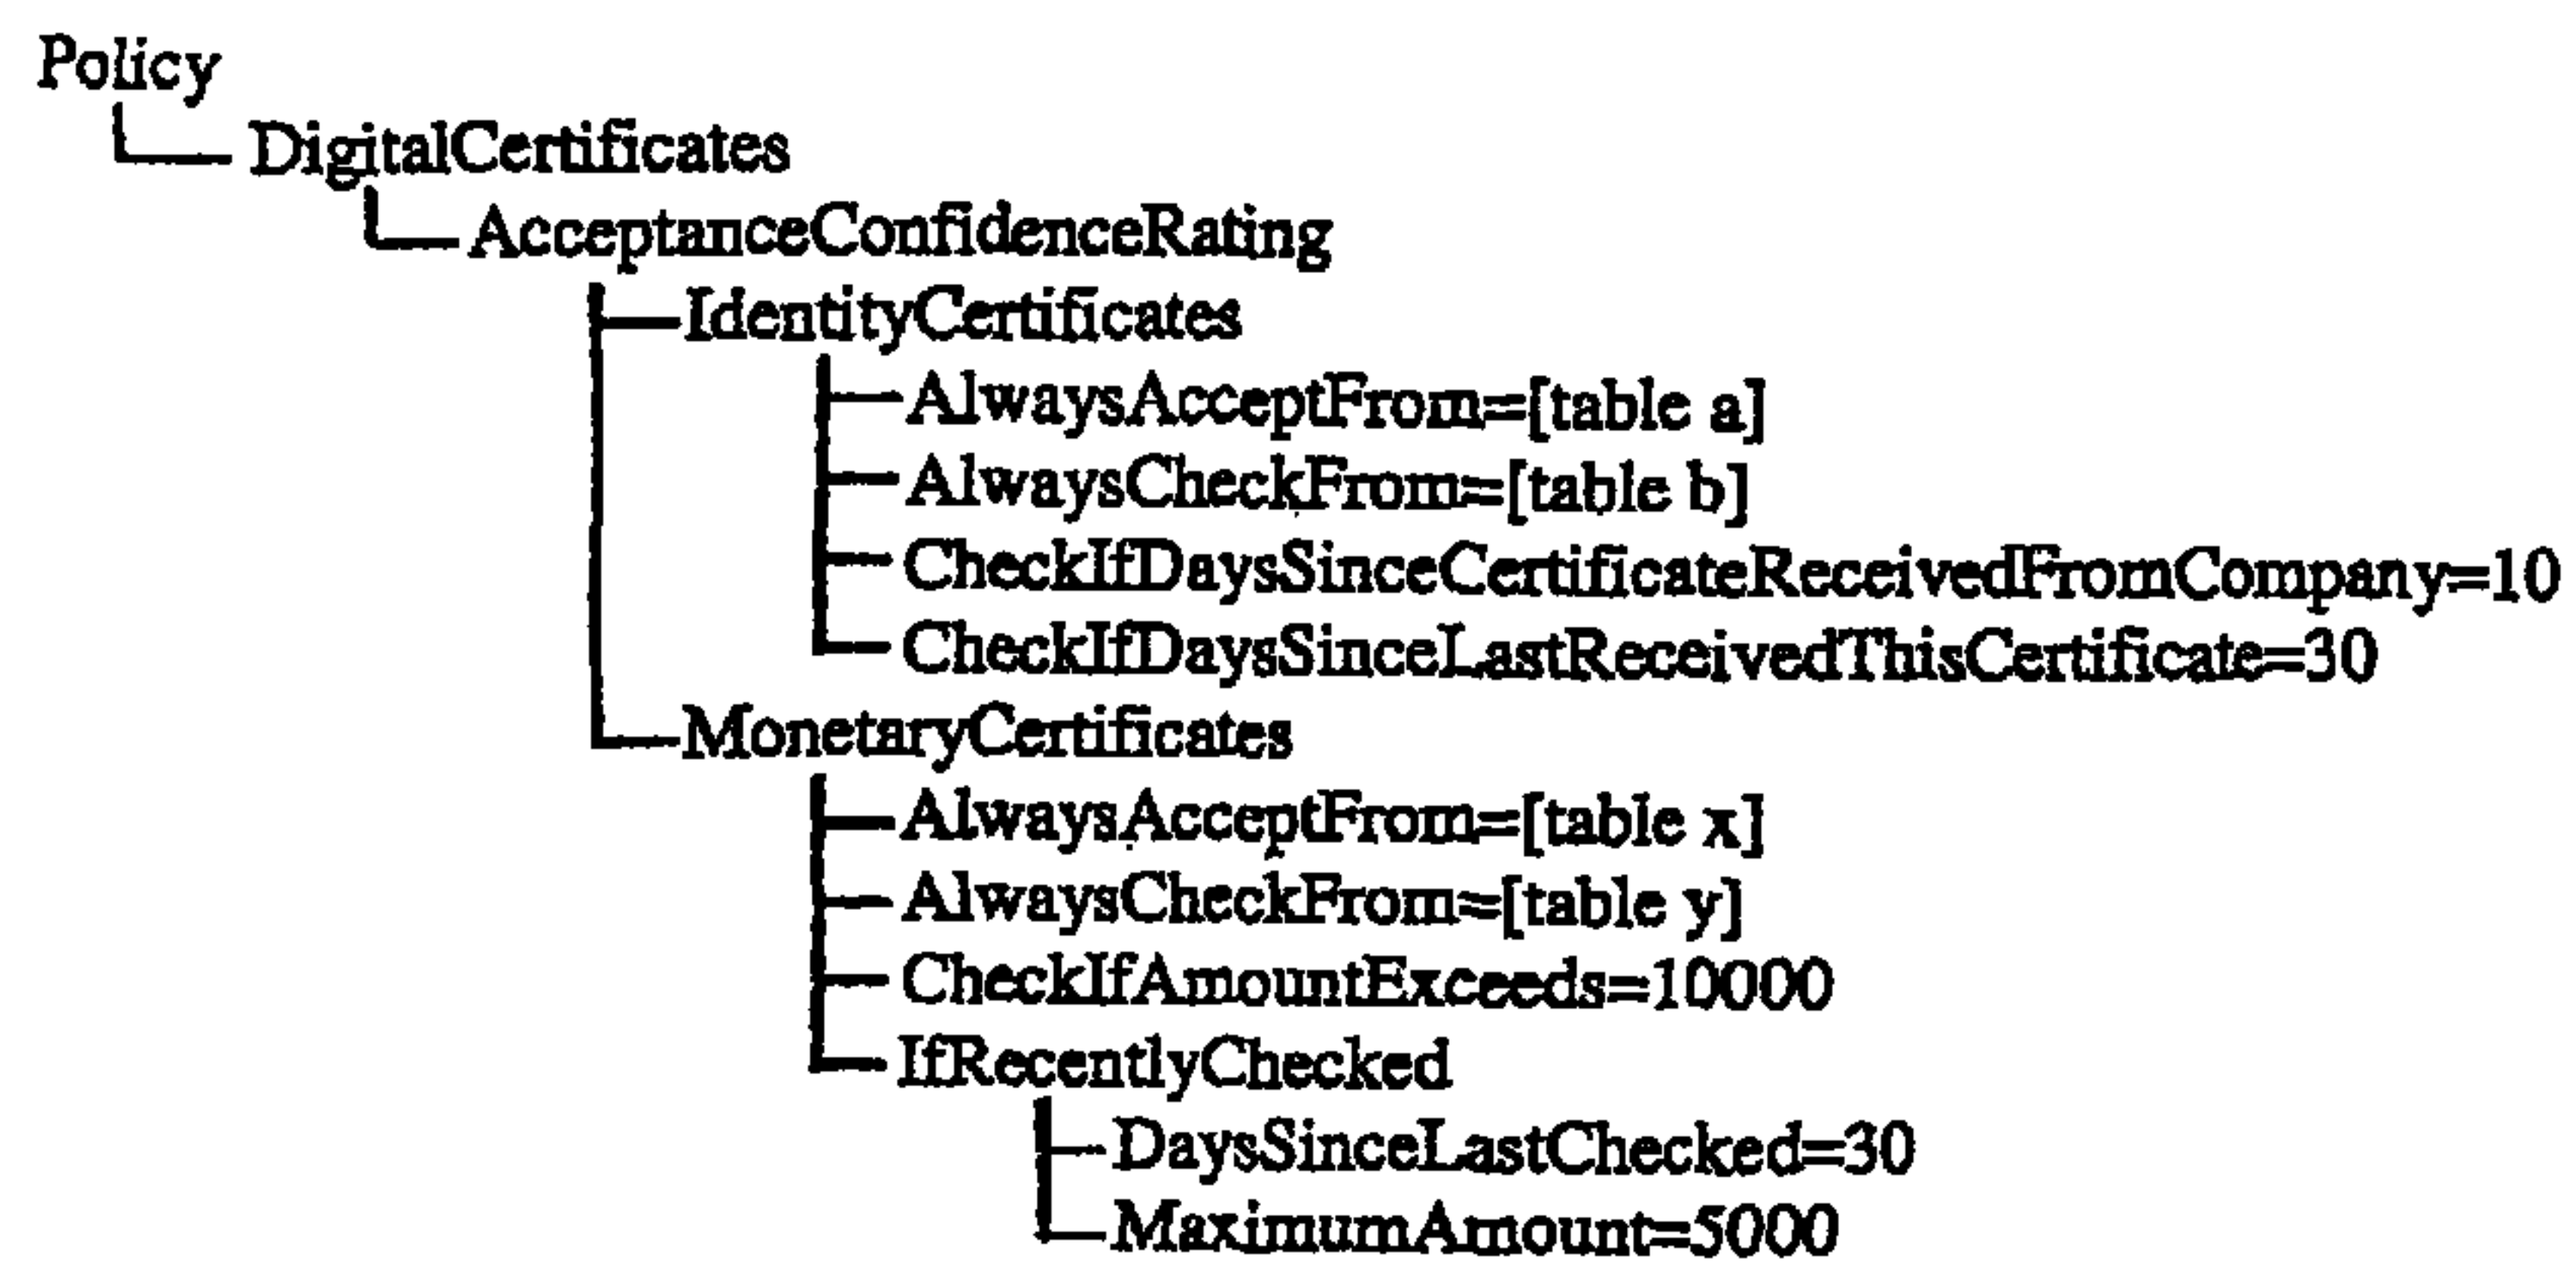 Policy
DigitalCertificates
AcceptanceConfidenceRating
IdentityCertificates
AlwaysAcceptFrom=[table a]
AlwaysCheckFrom=[table b]
CheckIfDaysSinceCertificateReceivedFromCompany=10
CheckIfDaysSinceLastReceivedThisCertificate=30
MonetaryCertificates
AlwaysAcceptFrom=[table x]
AlwaysCheckFrom=[table y]
CheckIfAmountExceeds=10000
IfRecentlyChecked
DaysSinceLastChecked=30
MaximumAmount=5000